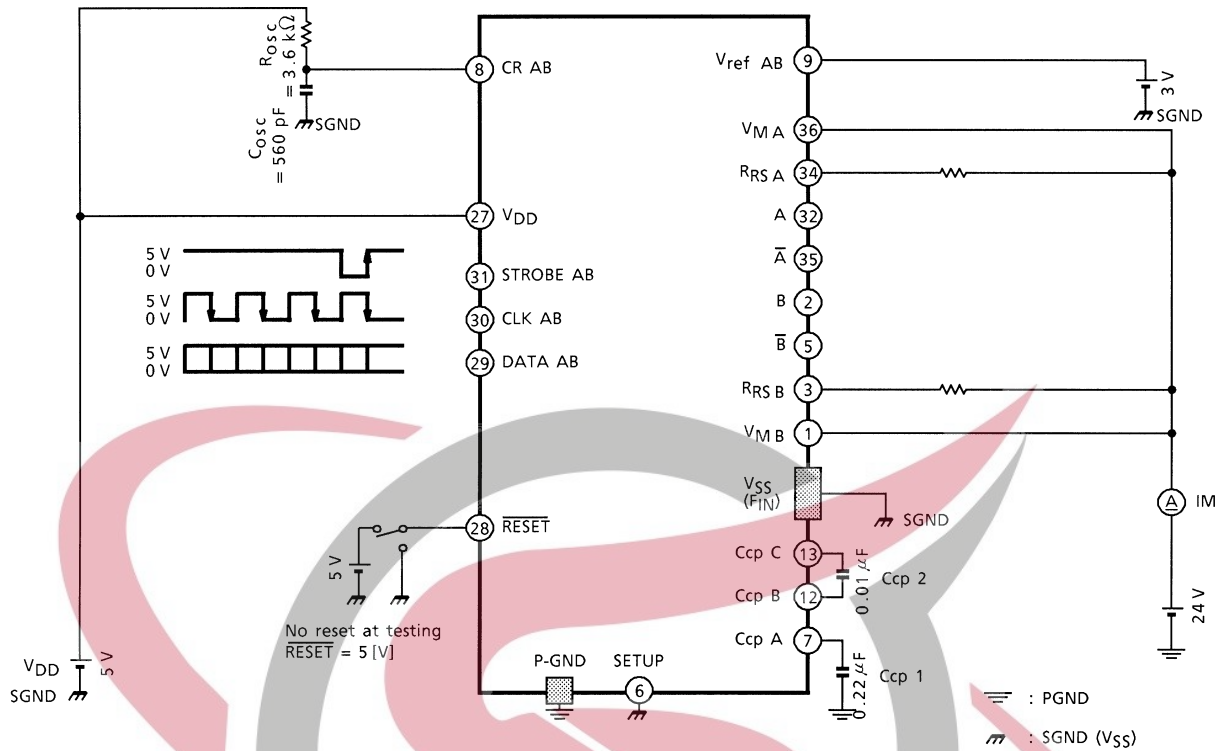 Rosc
= 3.6 kΩ
Cosc
= 560 pF
SGND
8
CR AB
27
VDD
5 V
0 V
31
STROBE AB
5 V
0 V
30
CLK AB
5 V
0 V
29
DATA AB
28
R̅E̅S̅E̅T̅
5 V
No reset at testing
R̅E̅S̅E̅T̅ = 5 [V]
VDD
5 V
SGND
P-GND
SETUP
6
Vref AB
9
3 V
SGND
VM A
36
RRS A
34
A
32
A̅
35
B
2
B̅
5
RRS B
3
VM B
1
VSS
(FIN)
SGND
A
IM
Ccp C
13
Ccp B
12
0.01 μF
Ccp 2
Ccp A
7
0.22 μF
Ccp 1
24 V
: PGND
: SGND (VSS)